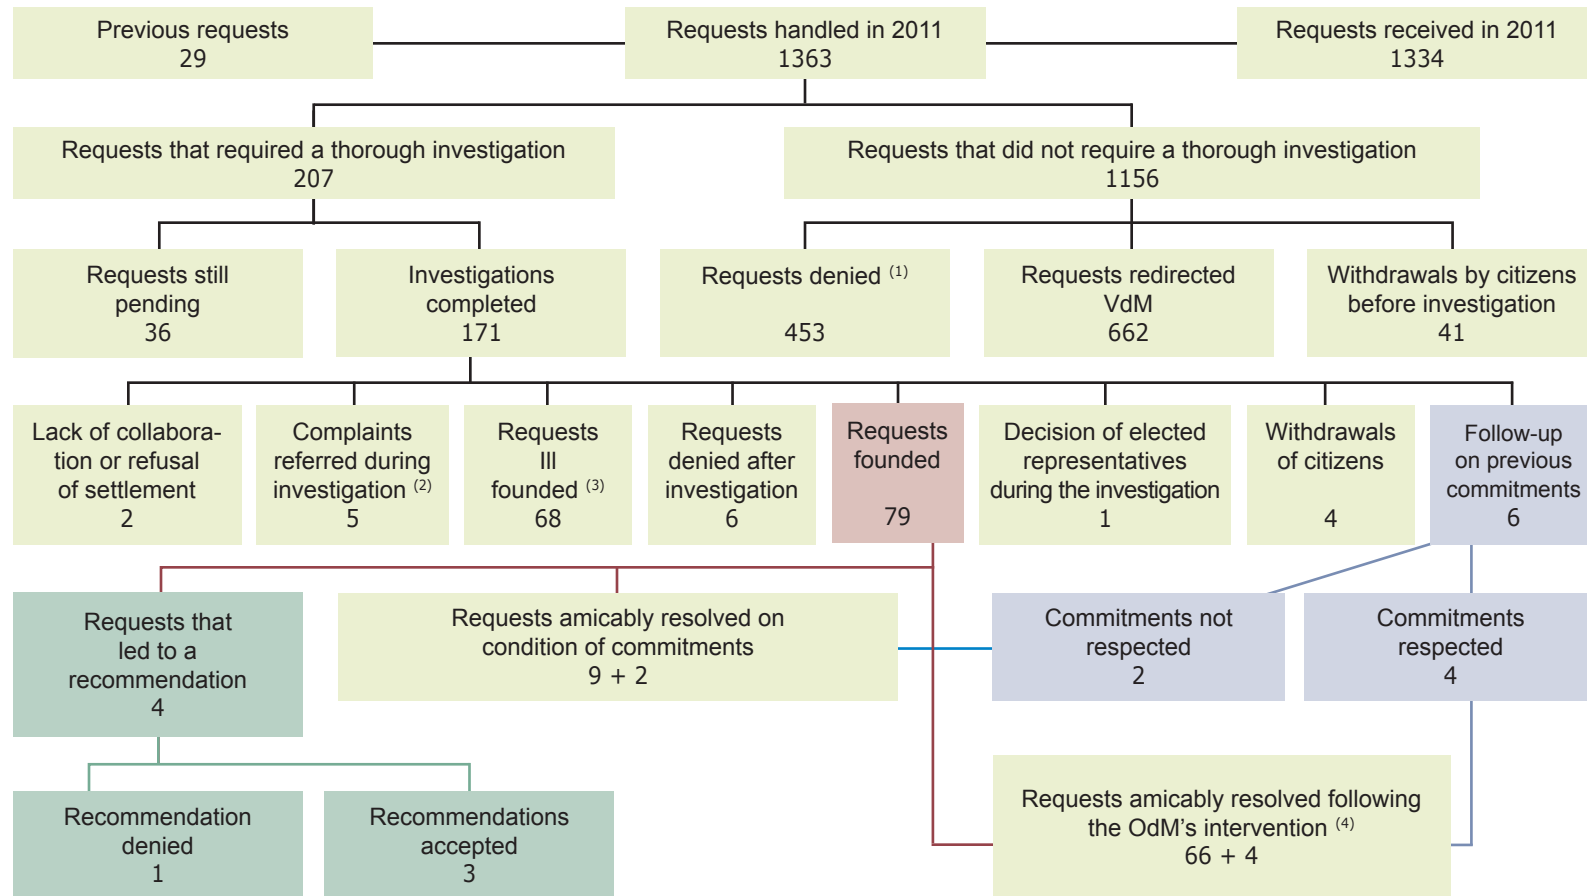 Previous requests
29
Requests handled in 2011
1363
Requests received in 2011
1334
Requests that required a thorough investigation
207
Requests that did not require a thorough investigation
1156
Requests still
pending
36
Investigations
completed
171
Requests denied (1)
453
Requests redirected
VdM
662
Withdrawals by citizens
before investigation
41
Lack of collabora-
tion or refusal
of settlement
2
Complaints
referred during
investigation (2)
5
Requests
Ill
founded (3)
68
Requests
denied after
investigation
6
Requests
founded
79
Decision of elected
representatives
during the investigation
1
Withdrawals
of citizens
4
Follow-up
on previous
commitments
6
Requests that
led to a
recommendation
4
Requests amicably resolved on
condition of commitments
9 + 2
Commitments not
respected
2
Commitments
respected
4
Recommendation
denied
1
Recommendations
accepted
3
Requests amicably resolved following
the OdM's intervention (4)
66 + 4